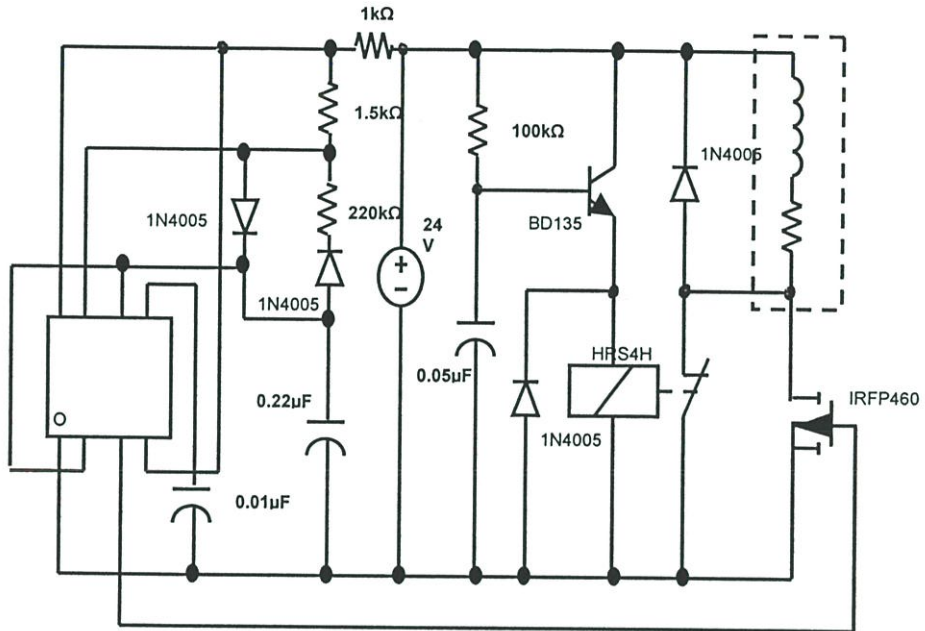 1kΩ
1.5kΩ
100kΩ
1N4005
1N4005
220kΩ
BD135
24
V
1N4005
HRS4H
0.05µF
IRFP460
0.22µF
1N4005
0.01µF